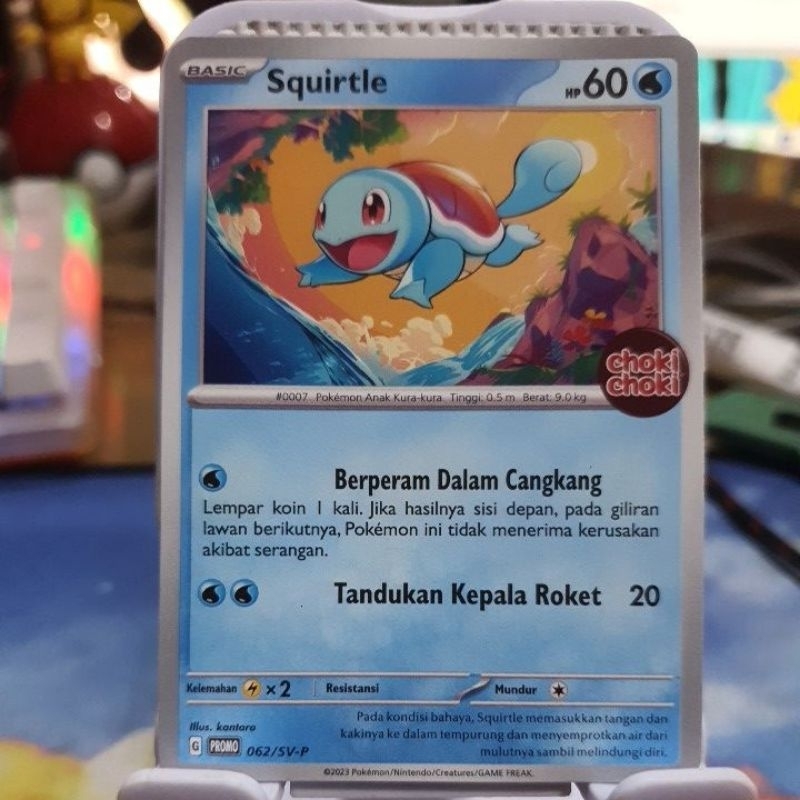 BASIC Squirtle HP 60
choki
choki
#0007 Pokémon Anak Kura-kura Tinggi: 0.5 m Berat: 9.0 kg
Berperam Dalam Cangkang
Lempar koin 1 kali. Jika hasilnya sisi depan, pada giliran
lawan berikutnya, Pokémon ini tidak menerima kerusakan
akibat serangan.
Tandukan Kepala Roket 20
Kelemahan ×2 Resistansi Mundur
Illus. kantaro
Pada kondisi bahaya, Squirtle memasukkan tangan dan
kakinya ke dalam tempurung dan menyemprotkan air dari
mulutnya sambil melindungi diri.
G PROMO 062/SV-P
©2023 Pokémon/Nintendo/Creatures/GAME FREAK.